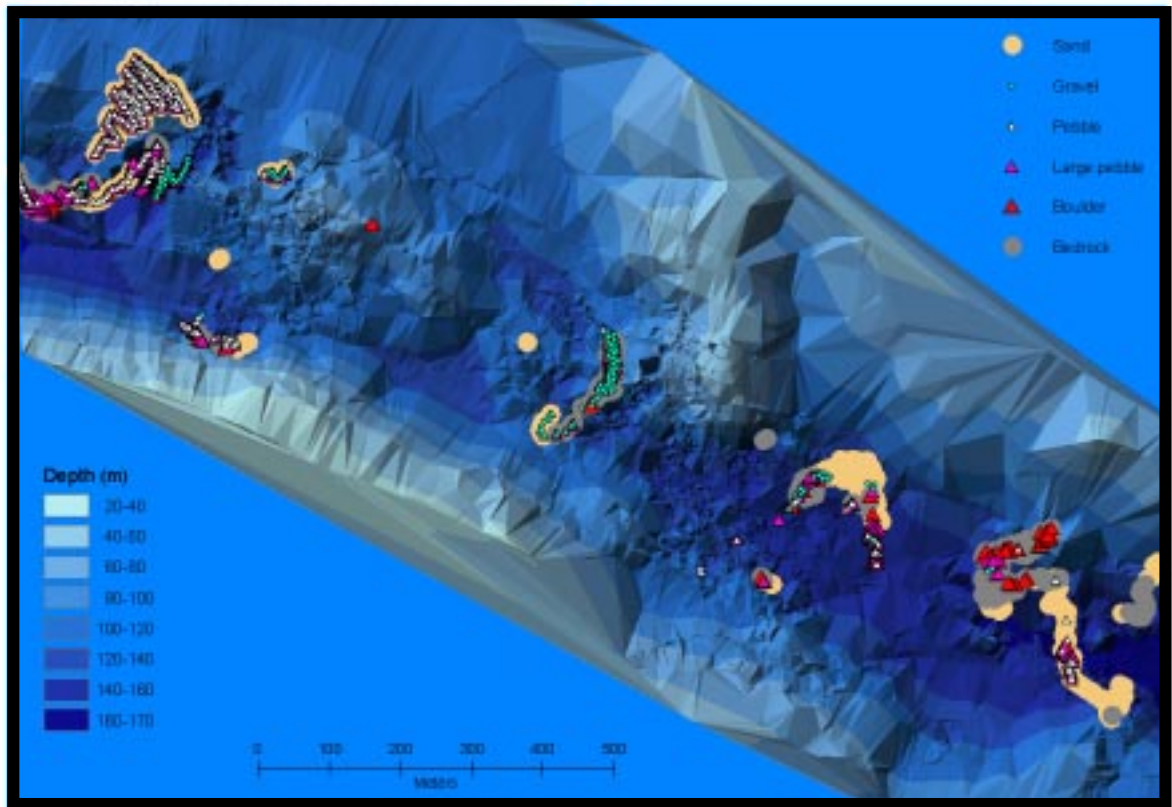 Sand
Gravel
Pebble
Large pebble
Boulder
Bedrock
Depth (m)
20-40
40-60
60-80
80-100
100-120
120-140
140-160
160-170
0 100 200 300 400 500
Meters